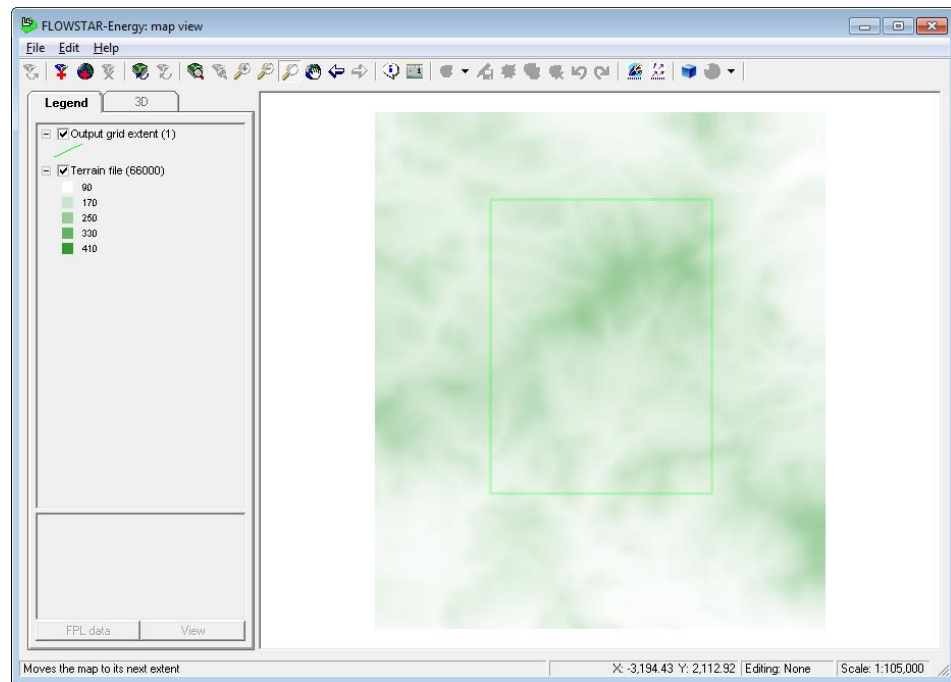 FLOWSTAR-Energy: map view
File Edit Help
Legend 3D
Output grid extent (1)
Terrain file (66000)
90
170
250
330
410
FPL data View
Moves the map to its next extent X: -3,194.43 Y: 2,112.92 Editing: None Scale: 1:105,000